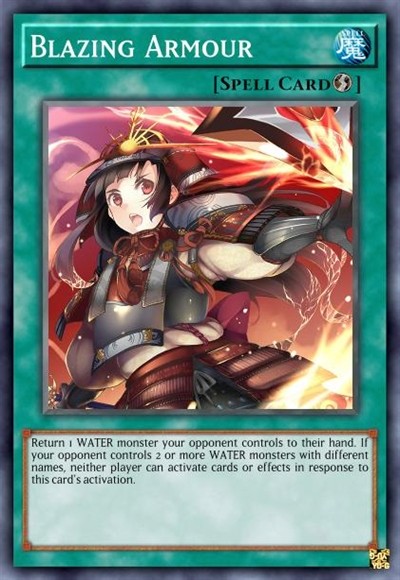 BLAZING ARMOUR
SPELL
魔
[SPELL CARD]
Return 1 WATER monster your opponent controls to their hand. If
your opponent controls 2 or more WATER monsters with different
names, neither player can activate cards or effects in response to
this card's activation.